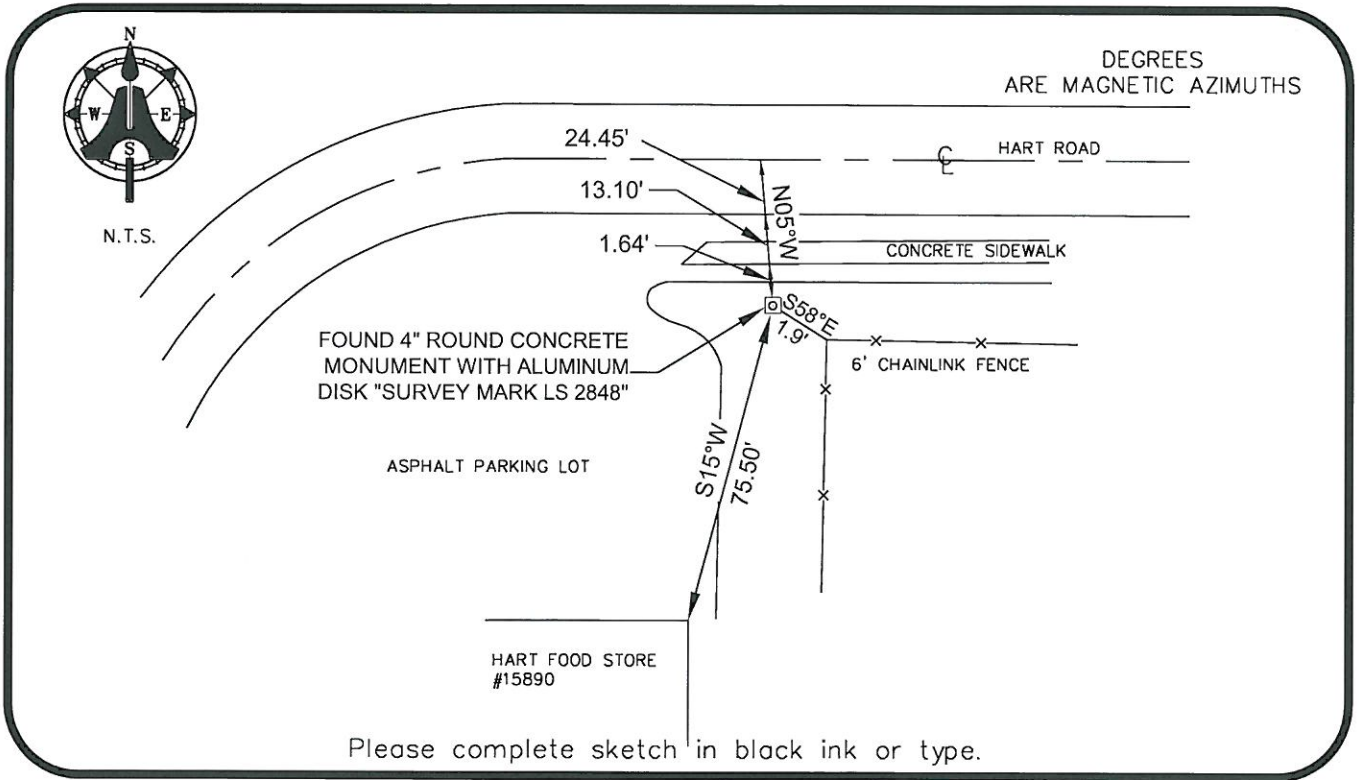 N
W E
S
N.T.S.
DEGREES
ARE MAGNETIC AZIMUTHS
24.45'
13.10'
1.64'
N05°W
℄ HART ROAD
CONCRETE SIDEWALK
FOUND 4" ROUND CONCRETE
MONUMENT WITH ALUMINUM
DISK "SURVEY MARK LS 2848"
S58°E
1.9'
6' CHAINLINK FENCE
ASPHALT PARKING LOT
S15°W
75.50'
HART FOOD STORE
#15890
Please complete sketch in black ink or type.